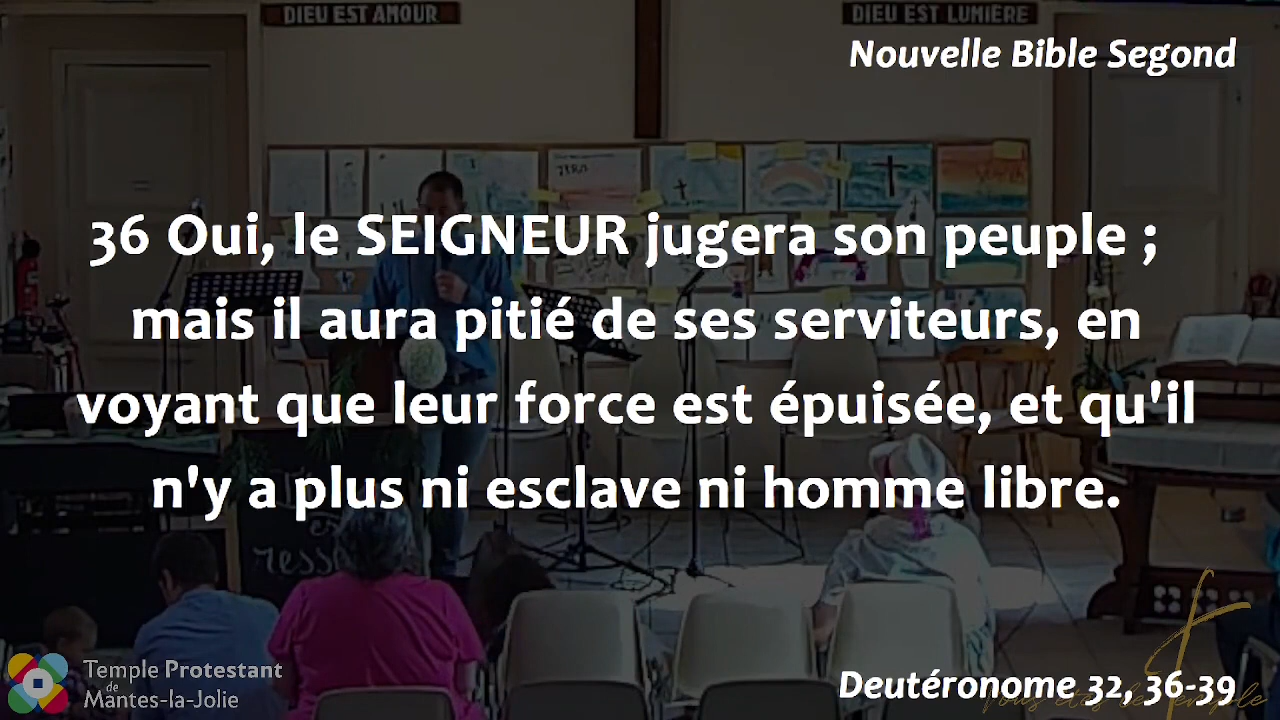 DIEU EST AMOUR
DIEU EST LUMIÈRE
Nouvelle Bible Segond
36 Oui, le SEIGNEUR jugera son peuple ;
mais il aura pitié de ses serviteurs, en
voyant que leur force est épuisée, et qu'il
n'y a plus ni esclave ni homme libre.
Temple Protestant
de
Mantes-la-Jolie
Deutéronome 32, 36-39